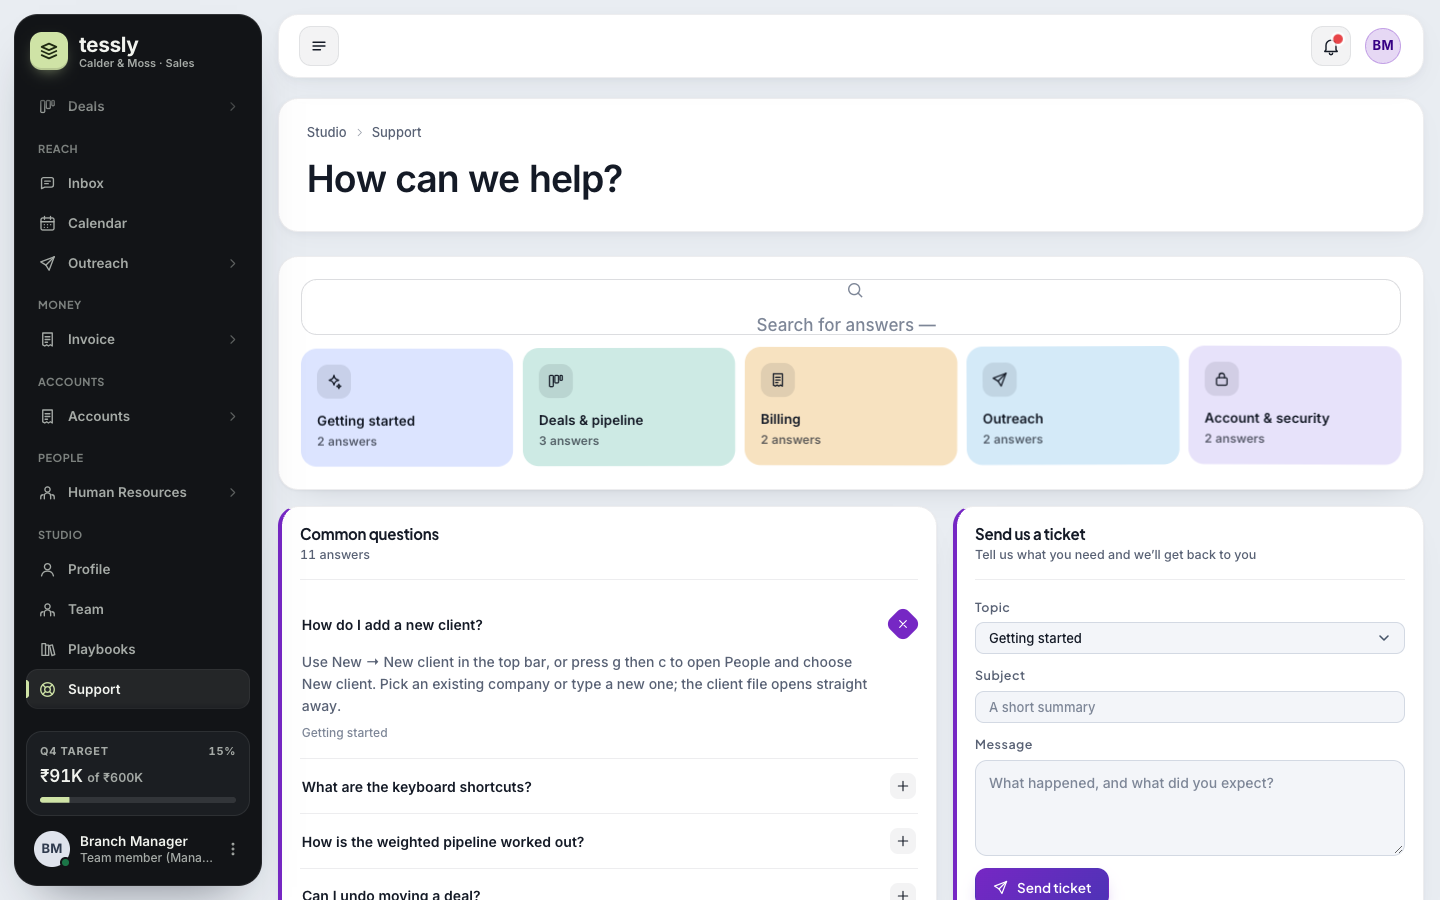 tessly
Calder & Moss · Sales
Deals
REACH
Inbox
Calendar
Outreach
MONEY
Invoice
ACCOUNTS
Accounts
PEOPLE
Human Resources
STUDIO
Profile
Team
Playbooks
Support
Q4 TARGET 15%
₹91K of ₹600K
BM
Branch Manager
Team member (Mana...
BM
Studio > Support
How can we help?
Search for answers —
Getting started
2 answers
Deals & pipeline
3 answers
Billing
2 answers
Outreach
2 answers
Account & security
2 answers
Common questions
11 answers
How do I add a new client?
Use New → New client in the top bar, or press g then c to open People and choose
New client. Pick an existing company or type a new one; the client file opens straight
away.
Getting started
What are the keyboard shortcuts?
How is the weighted pipeline worked out?
Can I undo moving a deal?
Send us a ticket
Tell us what you need and we’ll get back to you
Topic
Getting started
Subject
A short summary
Message
What happened, and what did you expect?
Send ticket